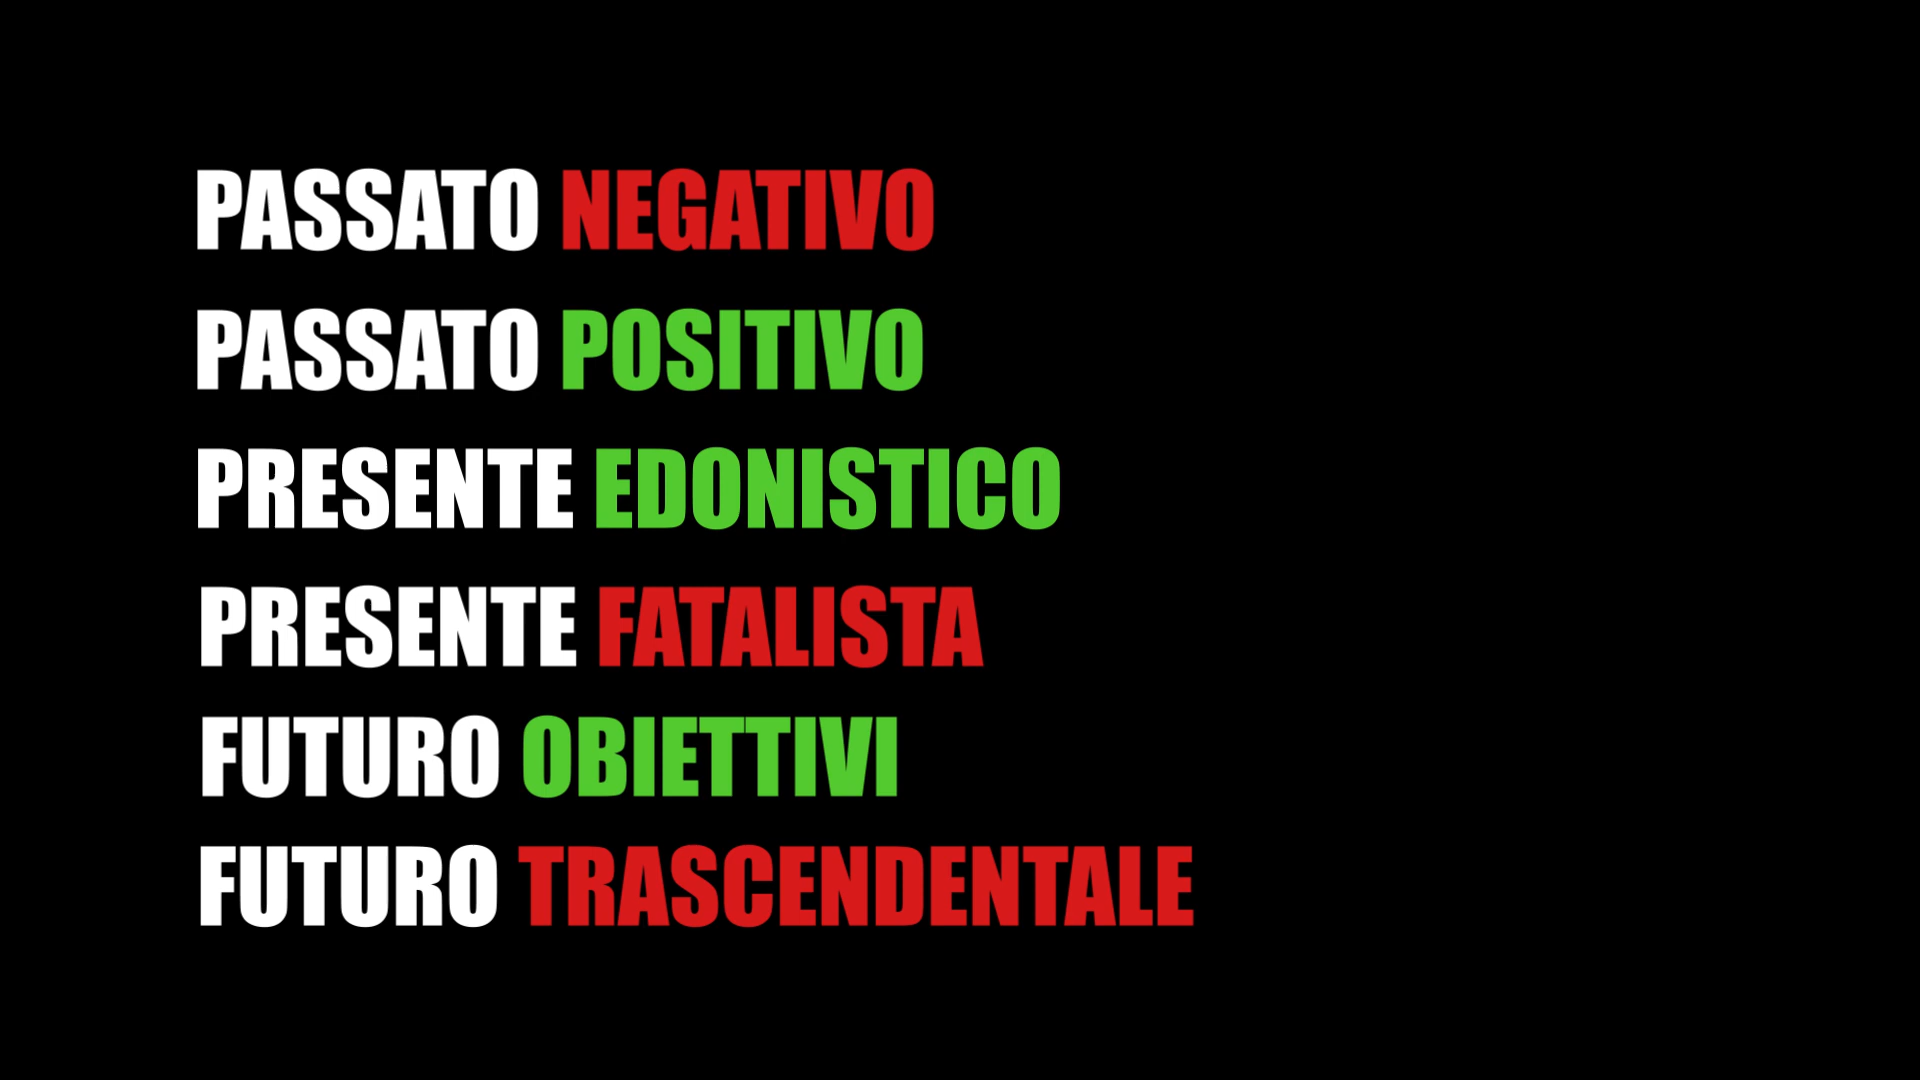 PASSATO NEGATIVO
PASSATO POSITIVO
PRESENTE EDONISTICO
PRESENTE FATALISTA
FUTURO OBIETTIVI
FUTURO TRASCENDENTALE